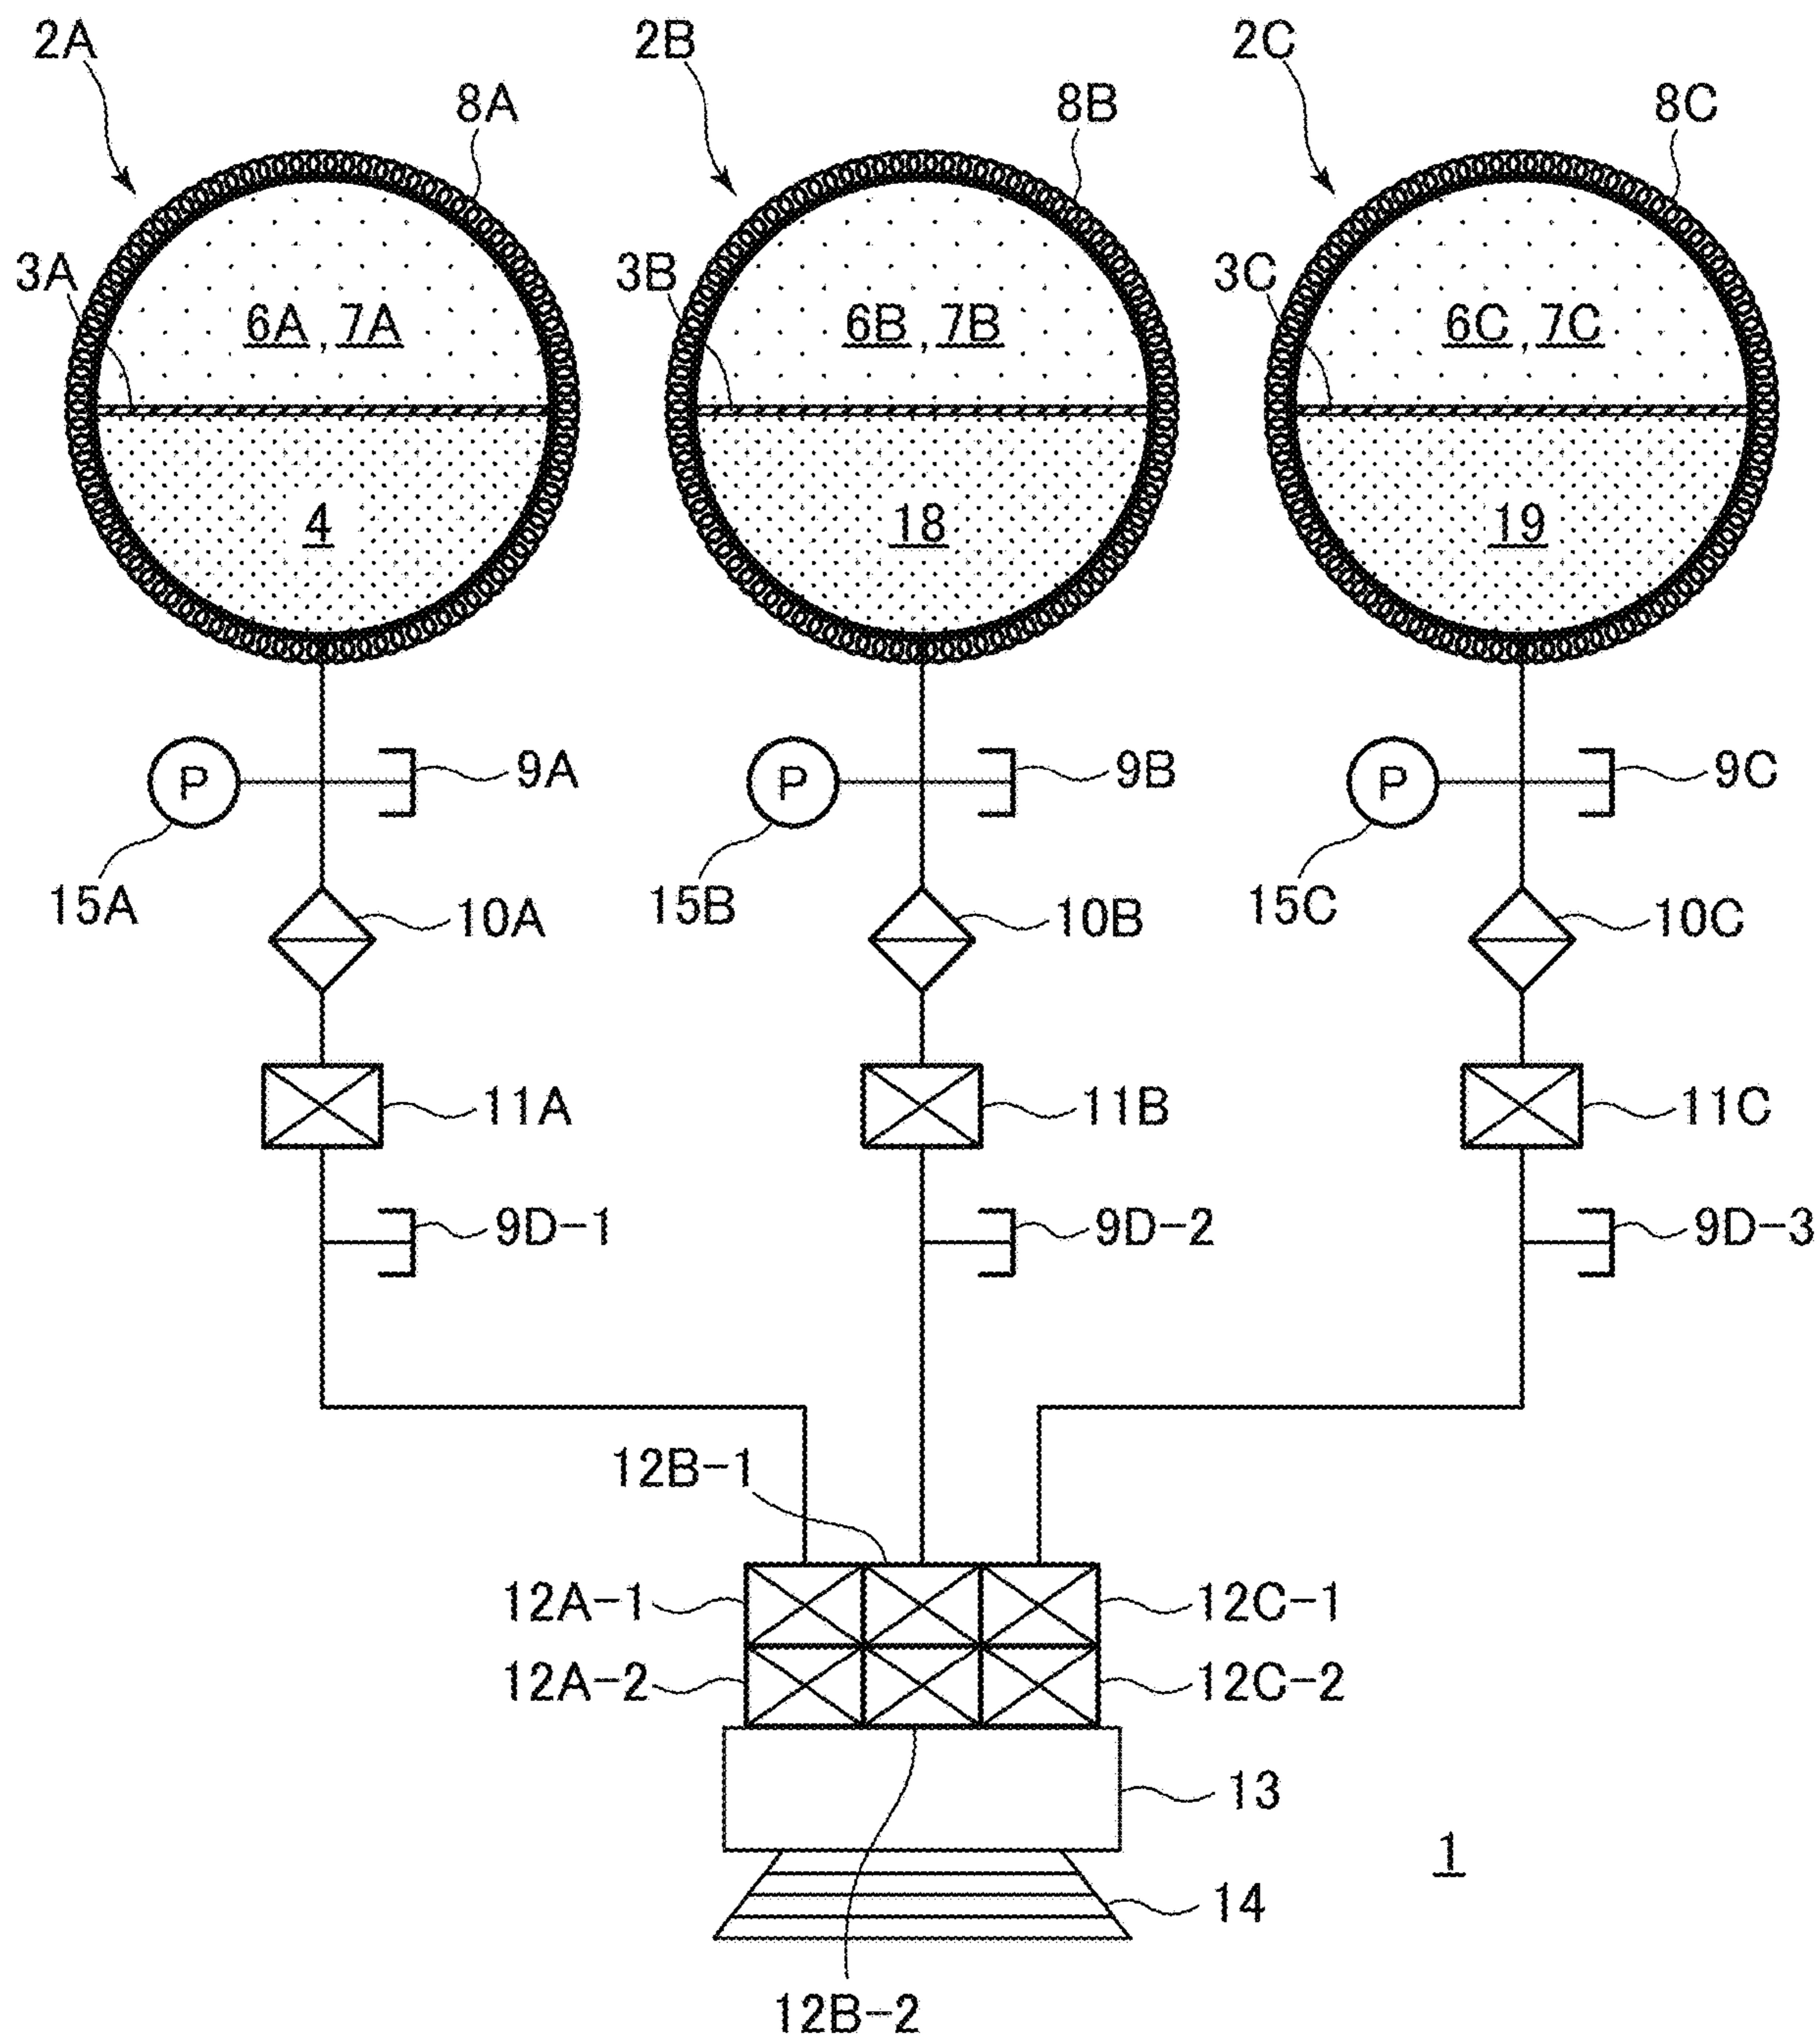 2A 2B 2C
8A 8B 8C
3A 3B 3C
6A, 7A 6B, 7B 6C, 7C
4 18 19
P 9A P 9B P 9C
15A 10A 15B 10B 15C 10C
11A 11B 11C
9D-1 9D-2 9D-3
12B-1
12A-1 12C-1
12A-2 12C-2
13
1
14
12B-2